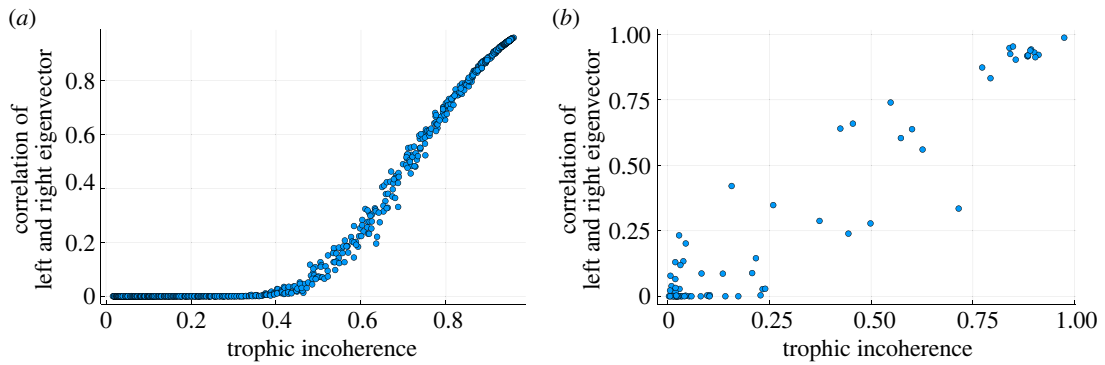 (a)
correlation of
left and right eigenvector
0.8
0.6
0.4
0.2
0
0 0.2 0.4 0.6 0.8
trophic incoherence
(b)
correlation of
left and right eigenvector
1.00
0.75
0.50
0.25
0
0 0.25 0.50 0.75 1.00
trophic incoherence